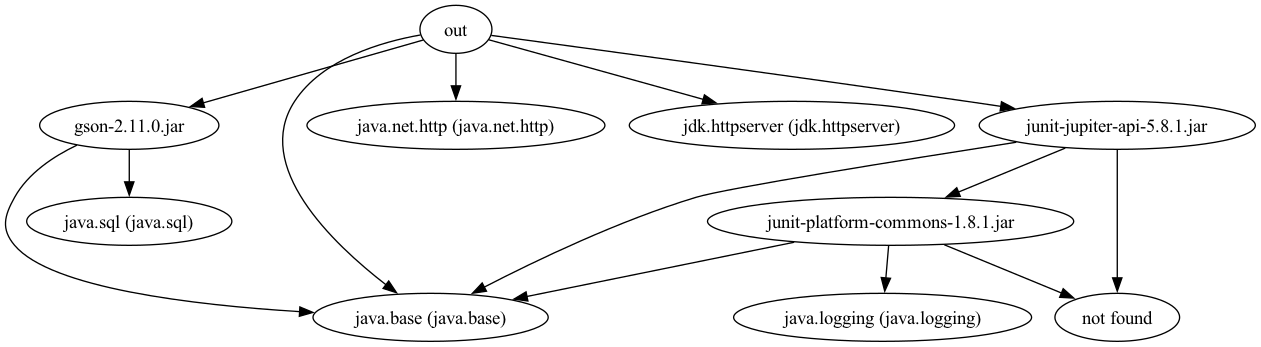 out
gson-2.11.0.jar
java.net.http (java.net.http)
jdk.httpserver (jdk.httpserver)
junit-jupiter-api-5.8.1.jar
java.sql (java.sql)
junit-platform-commons-1.8.1.jar
java.base (java.base)
java.logging (java.logging)
not found